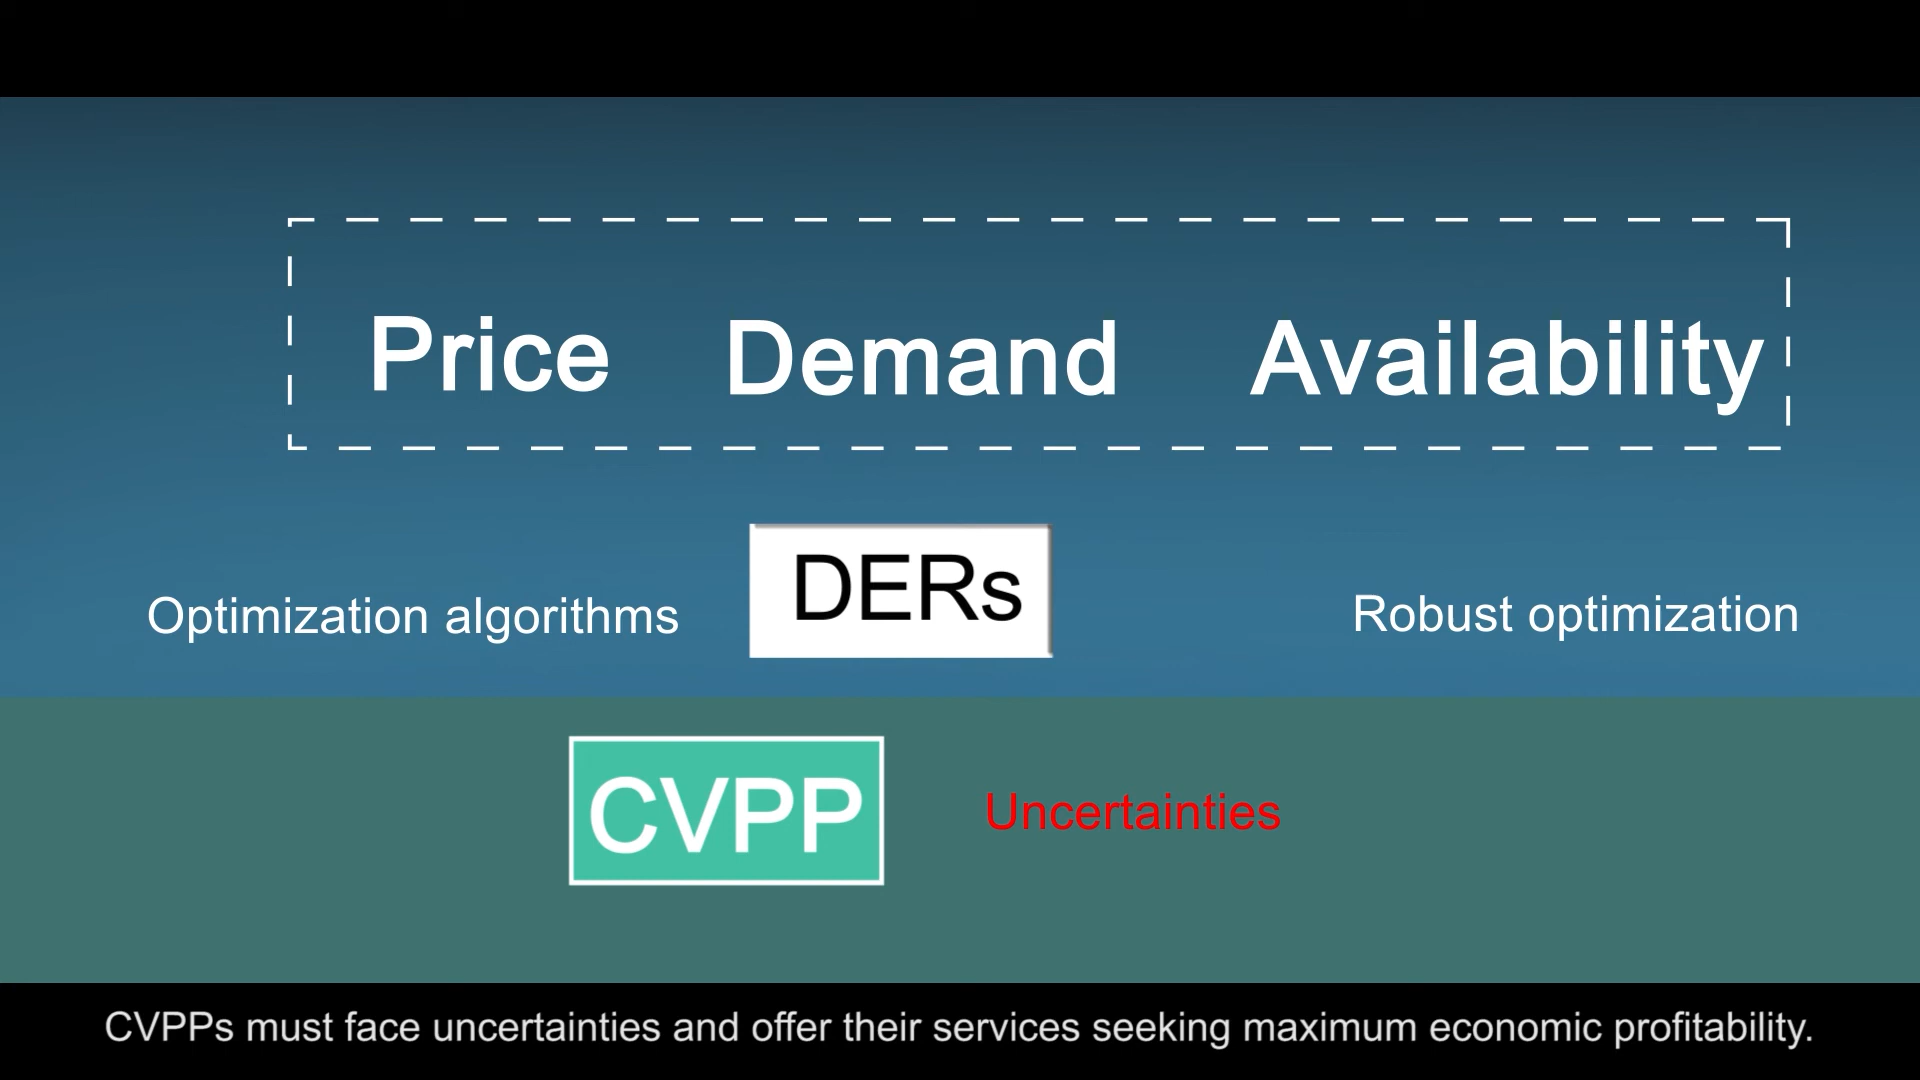 Price Demand Availability
DERs
Optimization algorithms
Robust optimization
CVPP
Uncertainties
CVPPs must face uncertainties and offer their services seeking maximum economic profitability.